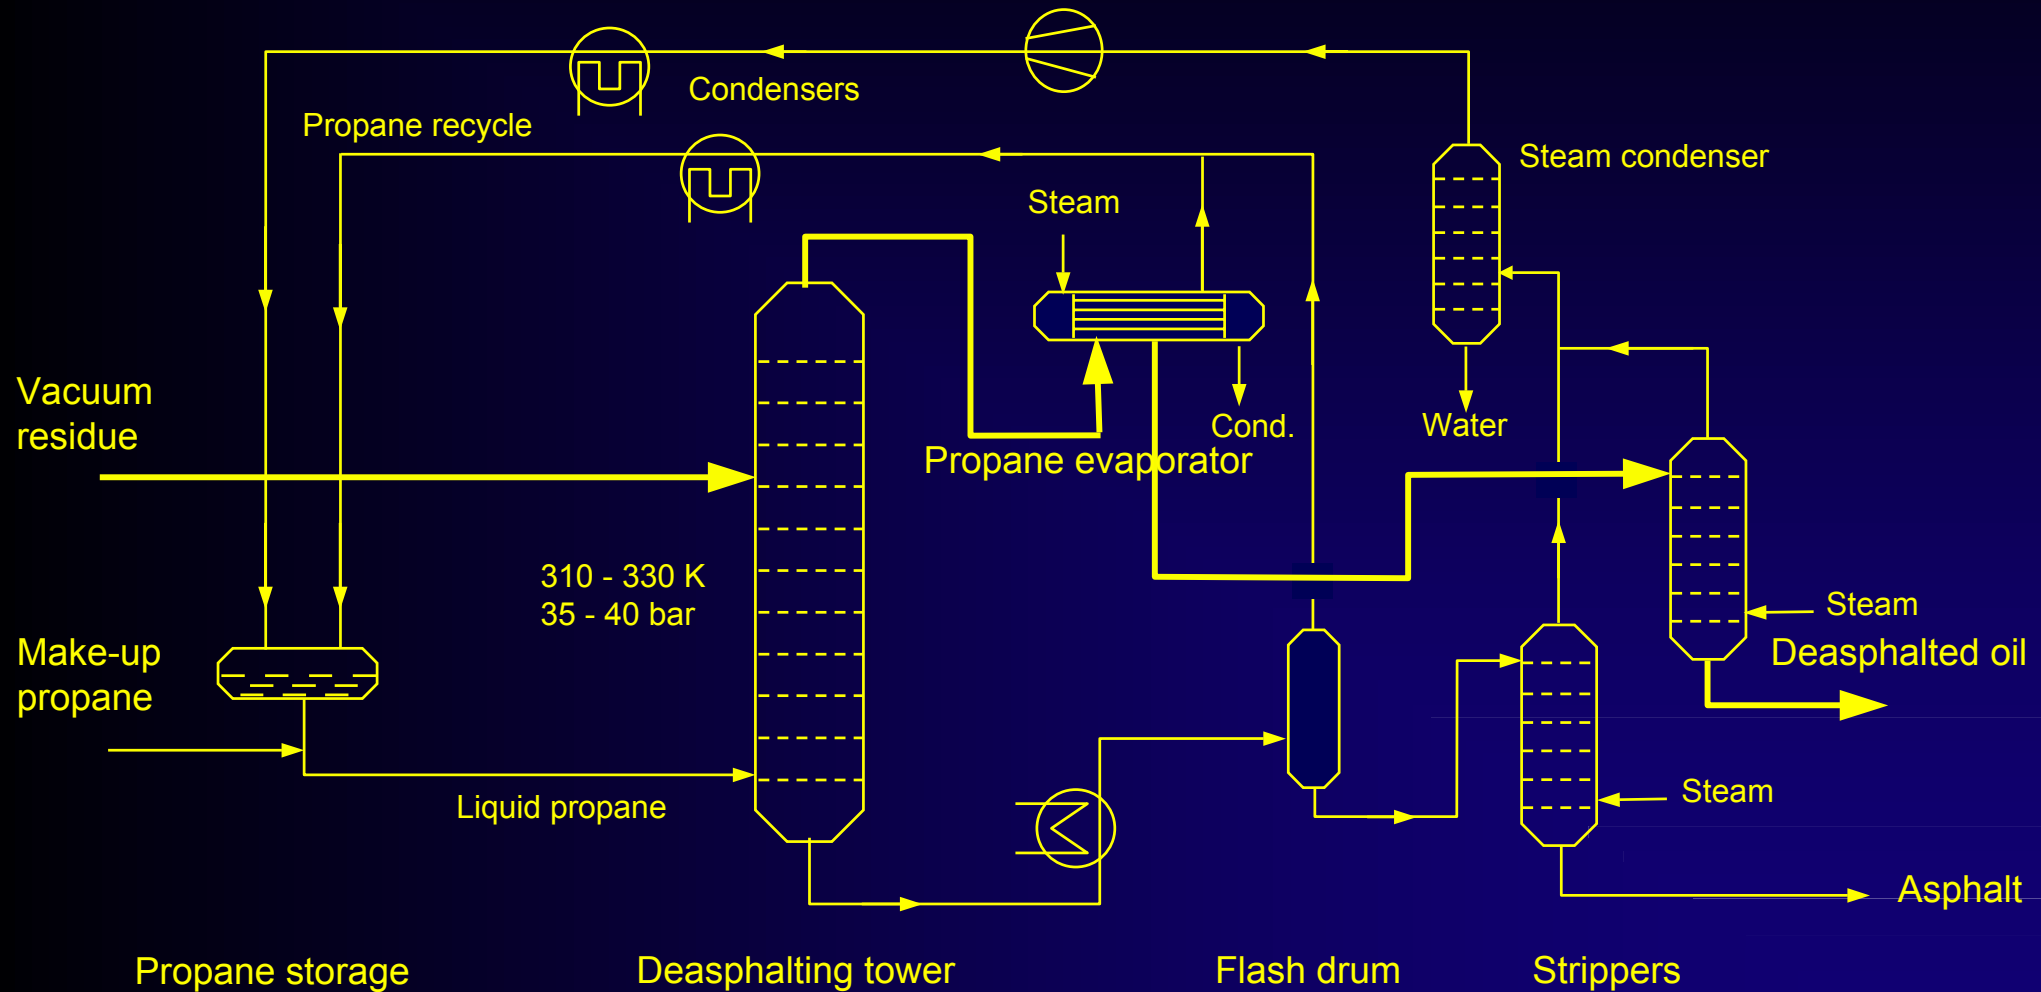 Condensers
Propane recycle
Steam condenser
Steam
Vacuum
residue
Cond.
Water
Propane evaporator
310 - 330 K
35 - 40 bar
Steam
Make-up
propane
Deasphalted oil
Liquid propane
Steam
Asphalt
Propane storage
Deasphalting tower
Flash drum
Strippers